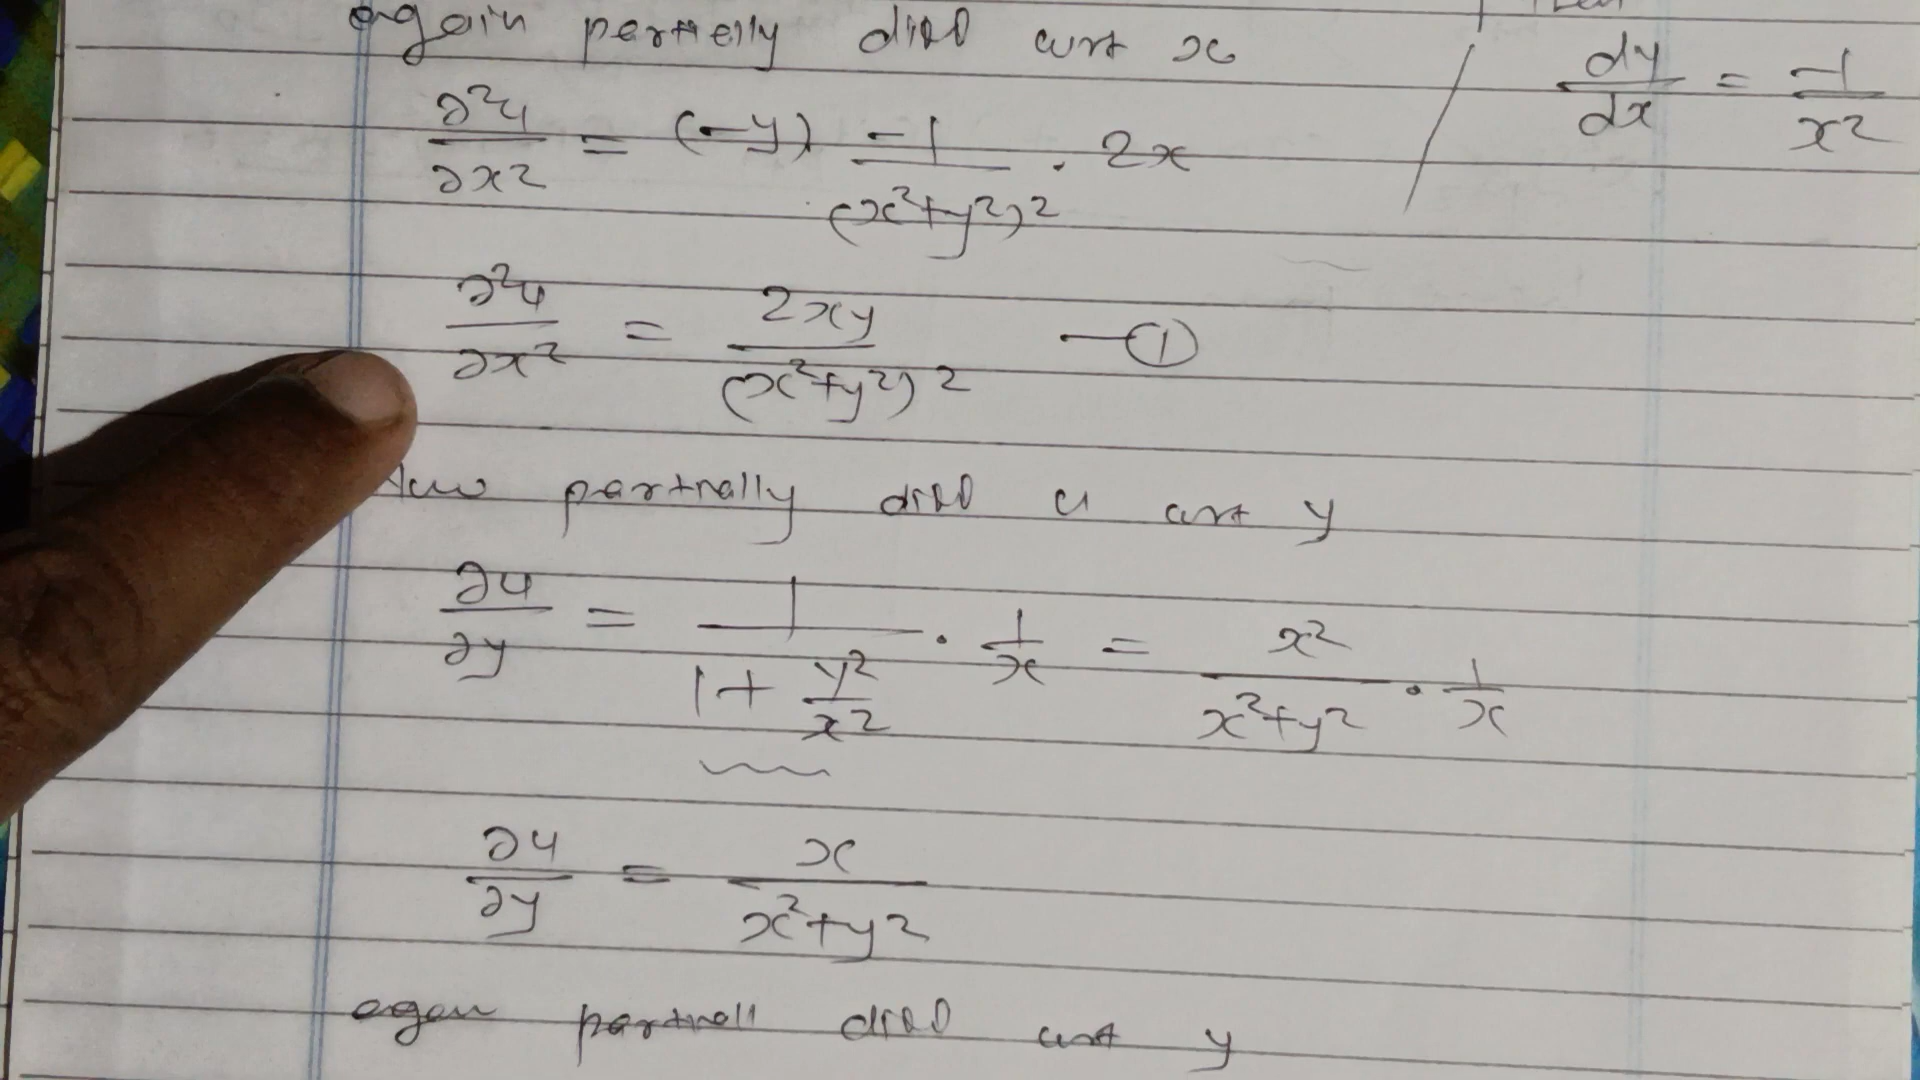 again partially diff wrt x
∂²u/∂x² = (-y) -1/(x²+y²)² · 2x
dy/dx = -1/x²
∂²u/∂x² = 2xy/(x²+y²)² — ①
partially diff u wrt y
∂u/∂y = 1/(1 + y²/x²) · 1/x = x²/(x²+y²) · 1/x
∂u/∂y = x/(x²+y²)
again partiall diff wrt y